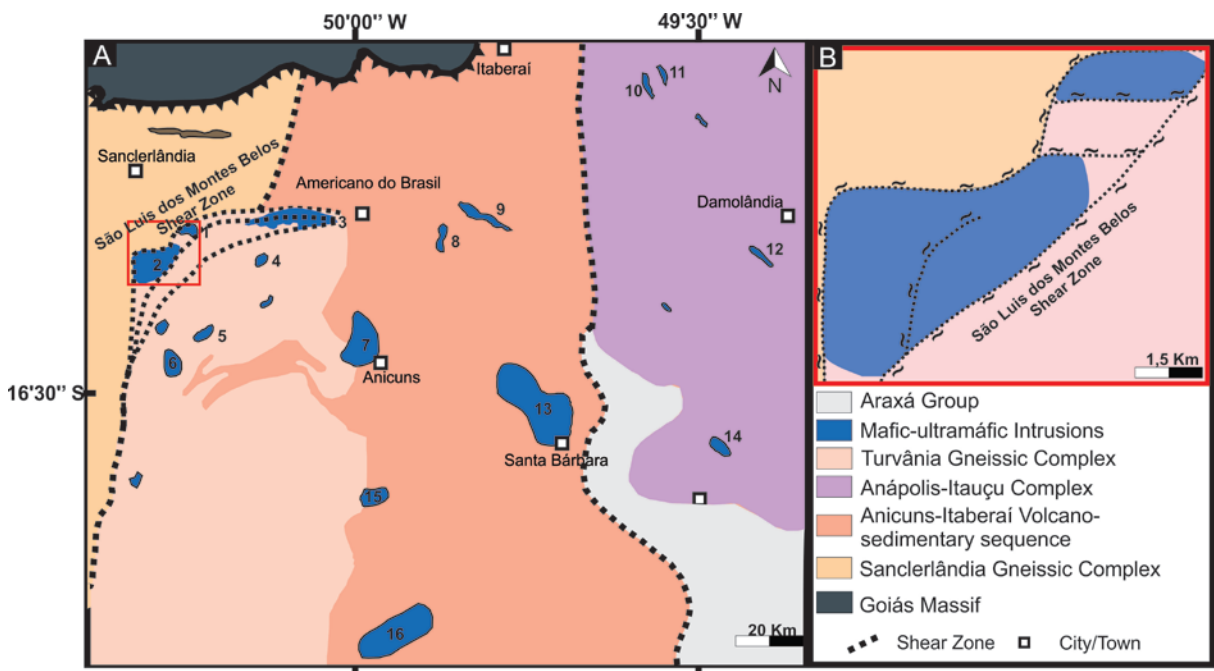 50'00'' W
49'30'' W
A
Itaberaí
N
11
10
Sanclerlândia
São Luis dos Montes Belos
Shear Zone
Americano do Brasil
Damolândia
1
3
9
8
2
4
12
5
7
6
Anicuns
16'30'' S
13
14
Santa Bárbara
15
16
20 Km
B
São Luis dos Montes Belos
Shear Zone
1,5 Km
Araxá Group
Mafic-ultramáfic Intrusions
Turvânia Gneissic Complex
Anápolis-Itauçu Complex
Anicuns-Itaberaí Volcano-
sedimentary sequence
Sanclerlândia Gneissic Complex
Goiás Massif
Shear Zone
City/Town